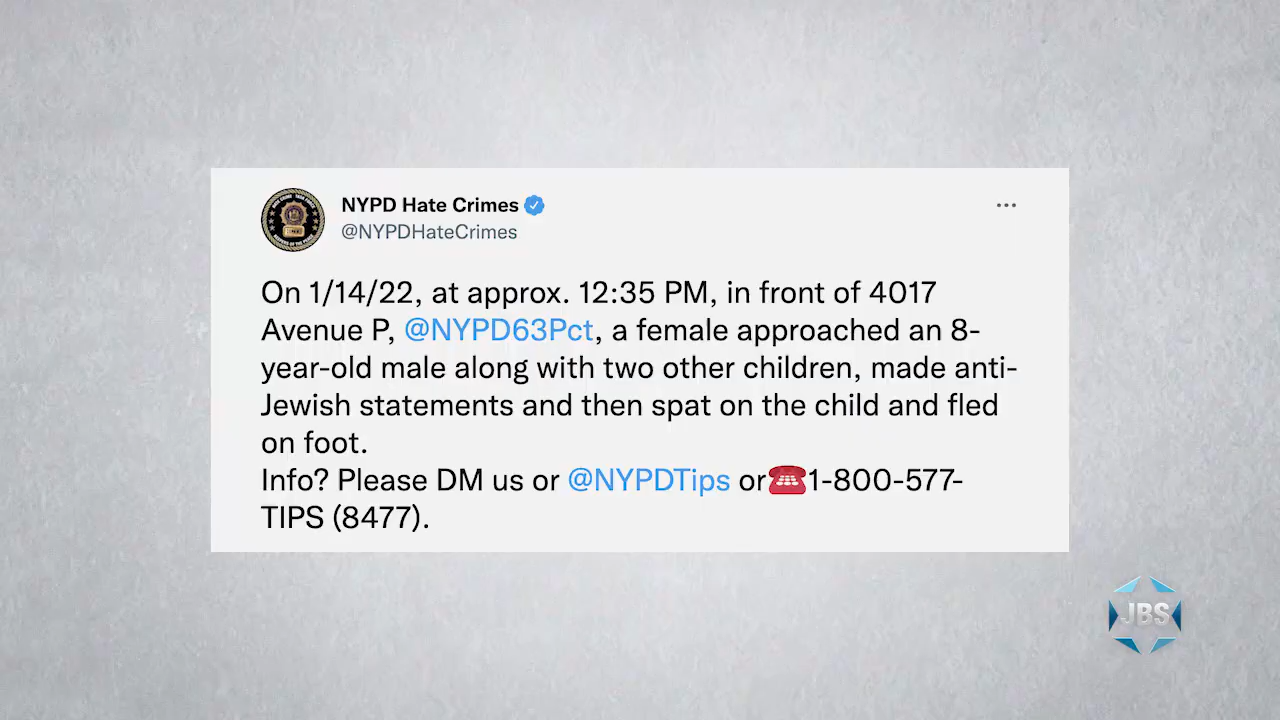 NYPD Hate Crimes
@NYPDHateCrimes
On 1/14/22, at approx. 12:35 PM, in front of 4017
Avenue P, @NYPD63Pct, a female approached an 8-
year-old male along with two other children, made anti-
Jewish statements and then spat on the child and fled
on foot.
Info? Please DM us or @NYPDTips or☎️1-800-577-
TIPS (8477).
JBS